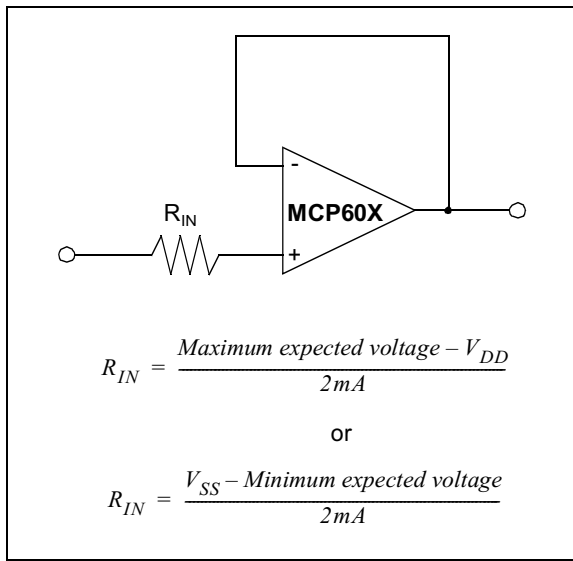 -
R_IN
MCP60X
+
R_IN = Maximum expected voltage – V_DD / 2mA
or
R_IN = V_SS – Minimum expected voltage / 2mA